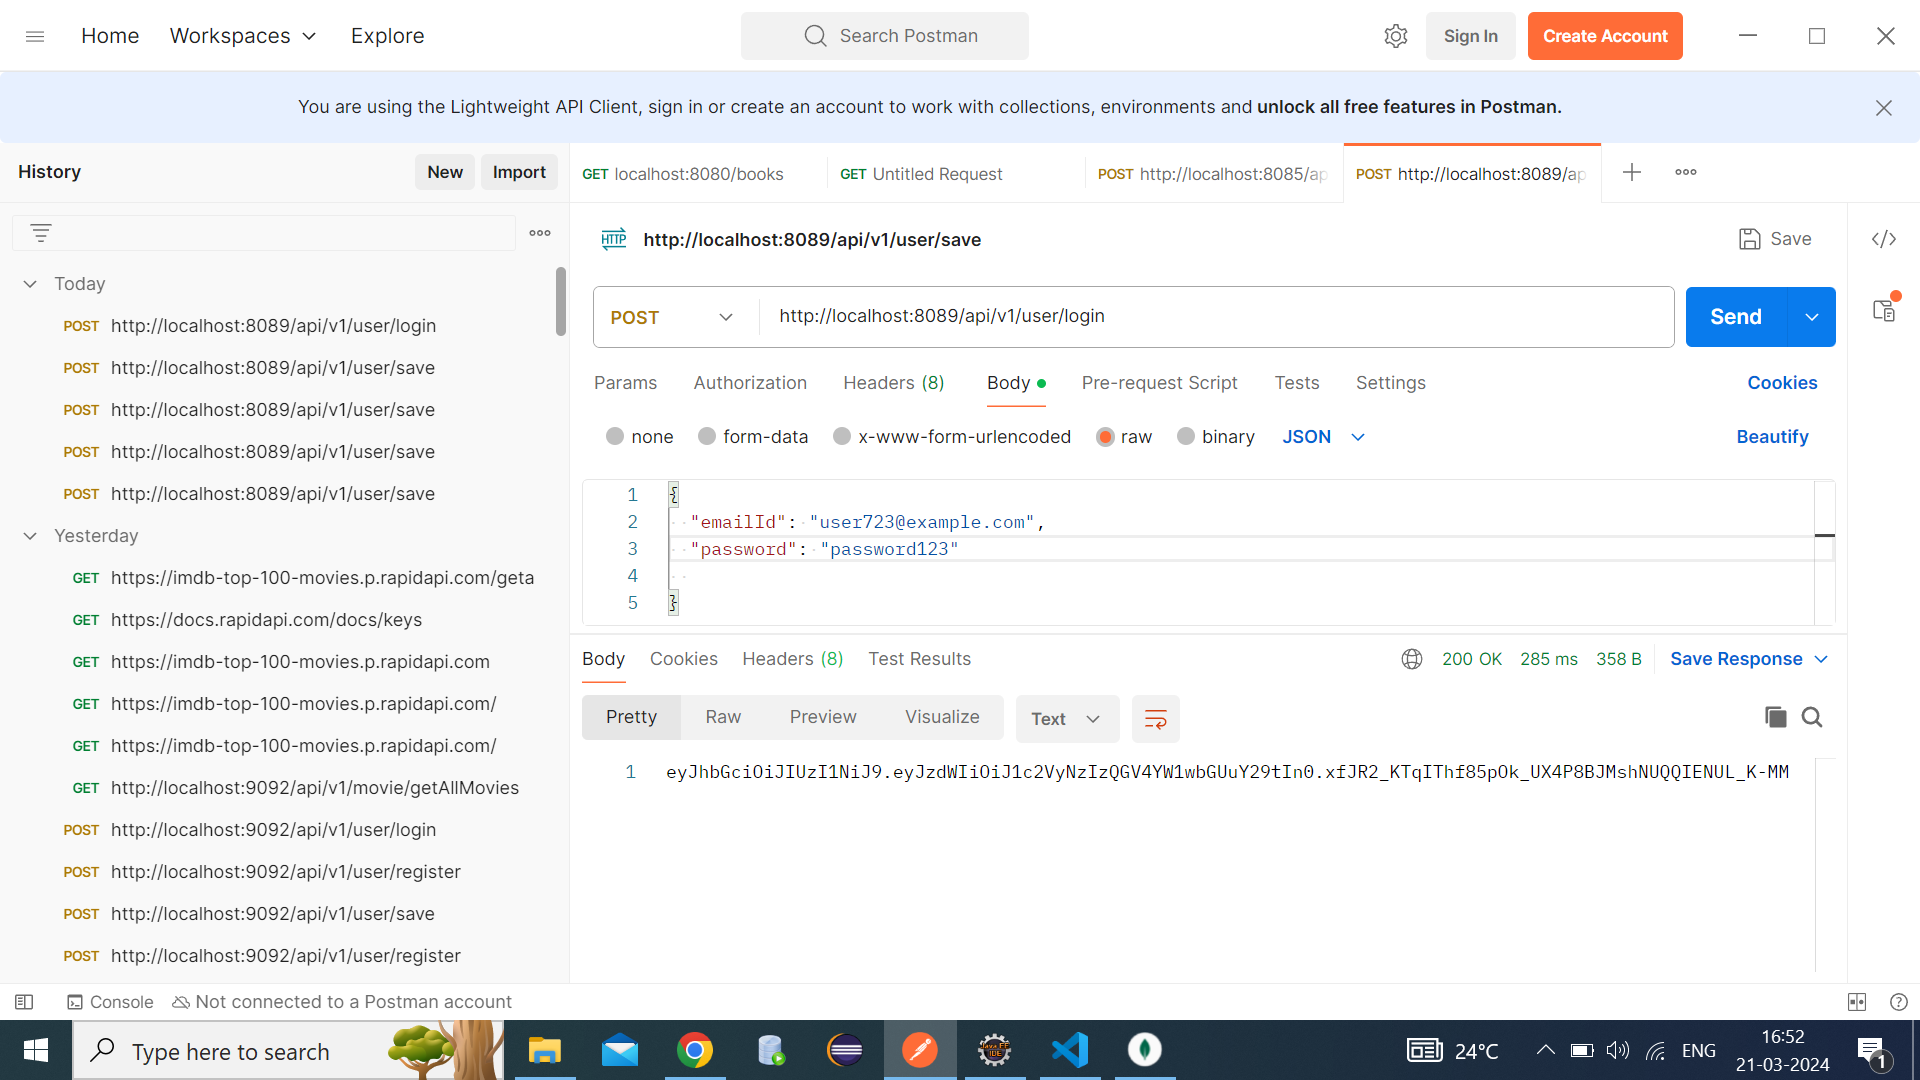 Home Workspaces Explore Search Postman Sign In Create Account
You are using the Lightweight API Client, sign in or create an account to work with collections, environments and unlock all free features in Postman.
History New Import
GET localhost:8080/books GET Untitled Request POST http://localhost:8085/ap POST http://localhost:8089/ap
Today
POST http://localhost:8089/api/v1/user/login
POST http://localhost:8089/api/v1/user/save
POST http://localhost:8089/api/v1/user/save
POST http://localhost:8089/api/v1/user/save
POST http://localhost:8089/api/v1/user/save
Yesterday
GET https://imdb-top-100-movies.p.rapidapi.com/geta
GET https://docs.rapidapi.com/docs/keys
GET https://imdb-top-100-movies.p.rapidapi.com
GET https://imdb-top-100-movies.p.rapidapi.com/
GET https://imdb-top-100-movies.p.rapidapi.com/
GET http://localhost:9092/api/v1/movie/getAllMovies
POST http://localhost:9092/api/v1/user/login
POST http://localhost:9092/api/v1/user/register
POST http://localhost:9092/api/v1/user/save
POST http://localhost:9092/api/v1/user/register
HTTP http://localhost:8089/api/v1/user/save Save
POST http://localhost:8089/api/v1/user/login Send
Params Authorization Headers (8) Body Pre-request Script Tests Settings Cookies
none form-data x-www-form-urlencoded raw binary JSON Beautify
1 {
2 "emailId": "user723@example.com",
3 "password": "password123"
4
5 }
Body Cookies Headers (8) Test Results 200 OK 285 ms 358 B Save Response
Pretty Raw Preview Visualize Text
1 eyJhbGciOiJIUzI1NiJ9.eyJzdWIiOiJ1c2VyNzIzQGV4YW1wbGUuY29tIn0.xfJR2_KTqIThf85pOk_UX4P8BJMshNUQQIENUL_K-MM
Console Not connected to a Postman account
Type here to search 24°C ENG 16:52
21-03-2024 1